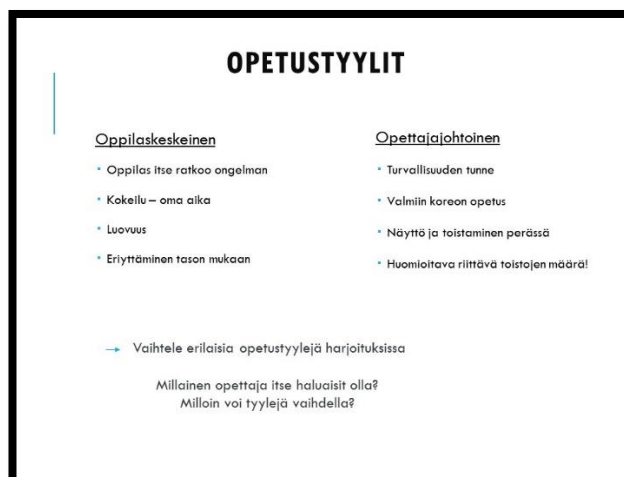 OPETUSTYYLIT
Oppilaskeskeinen
• Oppilas itse ratkoo ongelman
• Kokeilu – oma aika
• Luovuus
• Eriyttäminen tason mukaan
Opettajajohtoinen
• Turvallisuuden tunne
• Valmiin koreon opetus
• Näyttö ja toistaminen perässä
• Huomioitava riittävä toistojen määrä!
→ Vaihtele erilaisia opetustyylejä harjoituksissa
Millainen opettaja itse haluaisit olla?
Milloin voi tyylejä vaihdella?